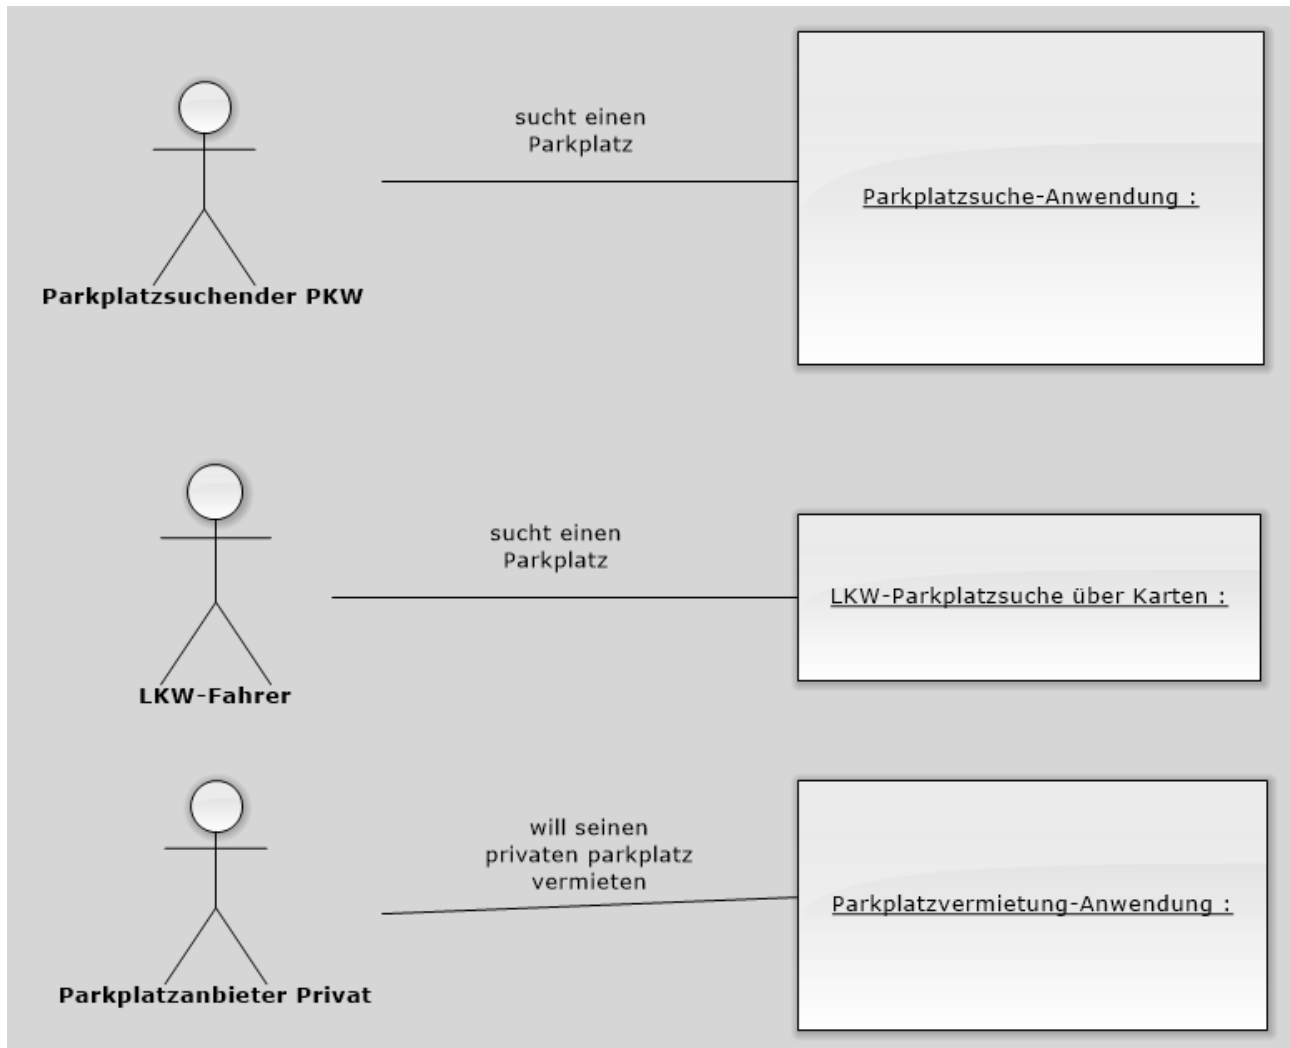 sucht einen
Parkplatz
Parkplatzsuche-Anwendung :
Parkplatzsuchender PKW
sucht einen
Parkplatz
LKW-Parkplatzsuche über Karten :
LKW-Fahrer
will seinen
privaten parkplatz
vermieten
Parkplatzvermietung-Anwendung :
Parkplatzanbieter Privat